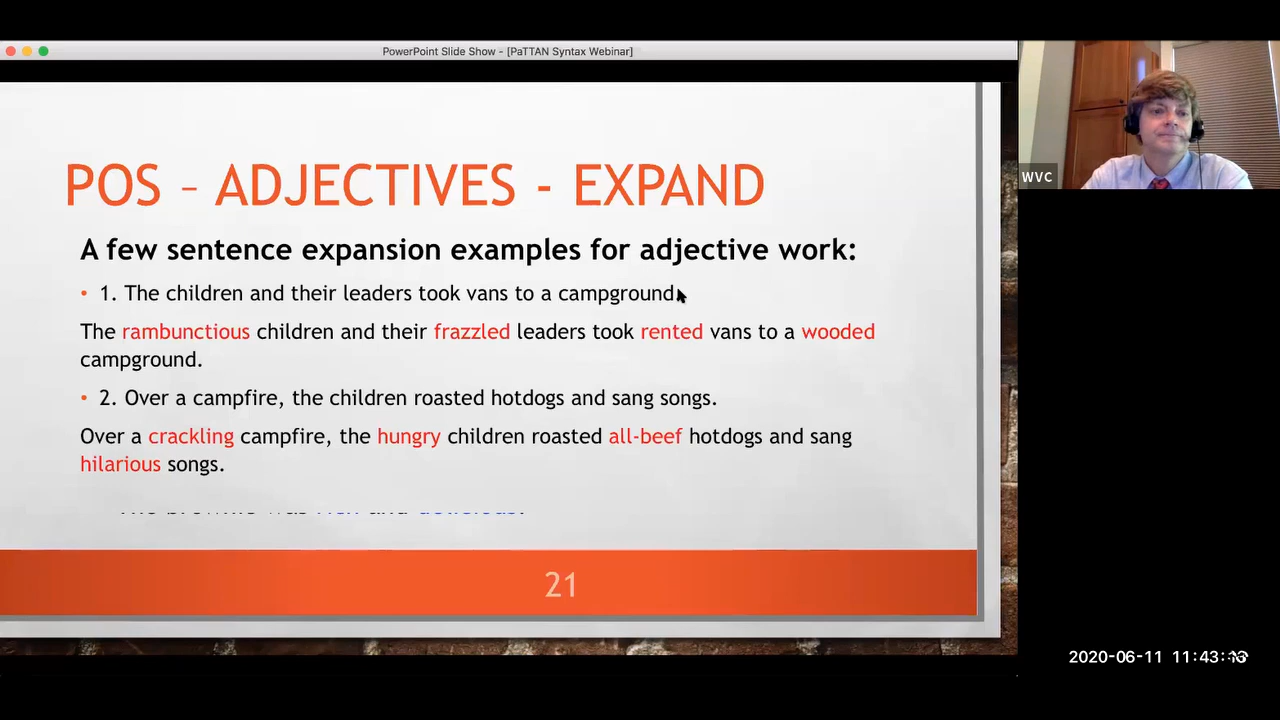 PowerPoint Slide Show - [PaTTAN Syntax Webinar]
POS – ADJECTIVES - EXPAND
A few sentence expansion examples for adjective work:
• 1. The children and their leaders took vans to a campground.
The rambunctious children and their frazzled leaders took rented vans to a wooded
campground.
• 2. Over a campfire, the children roasted hotdogs and sang songs.
Over a crackling campfire, the hungry children roasted all-beef hotdogs and sang
hilarious songs.
21
WVC
2020-06-11 11:43